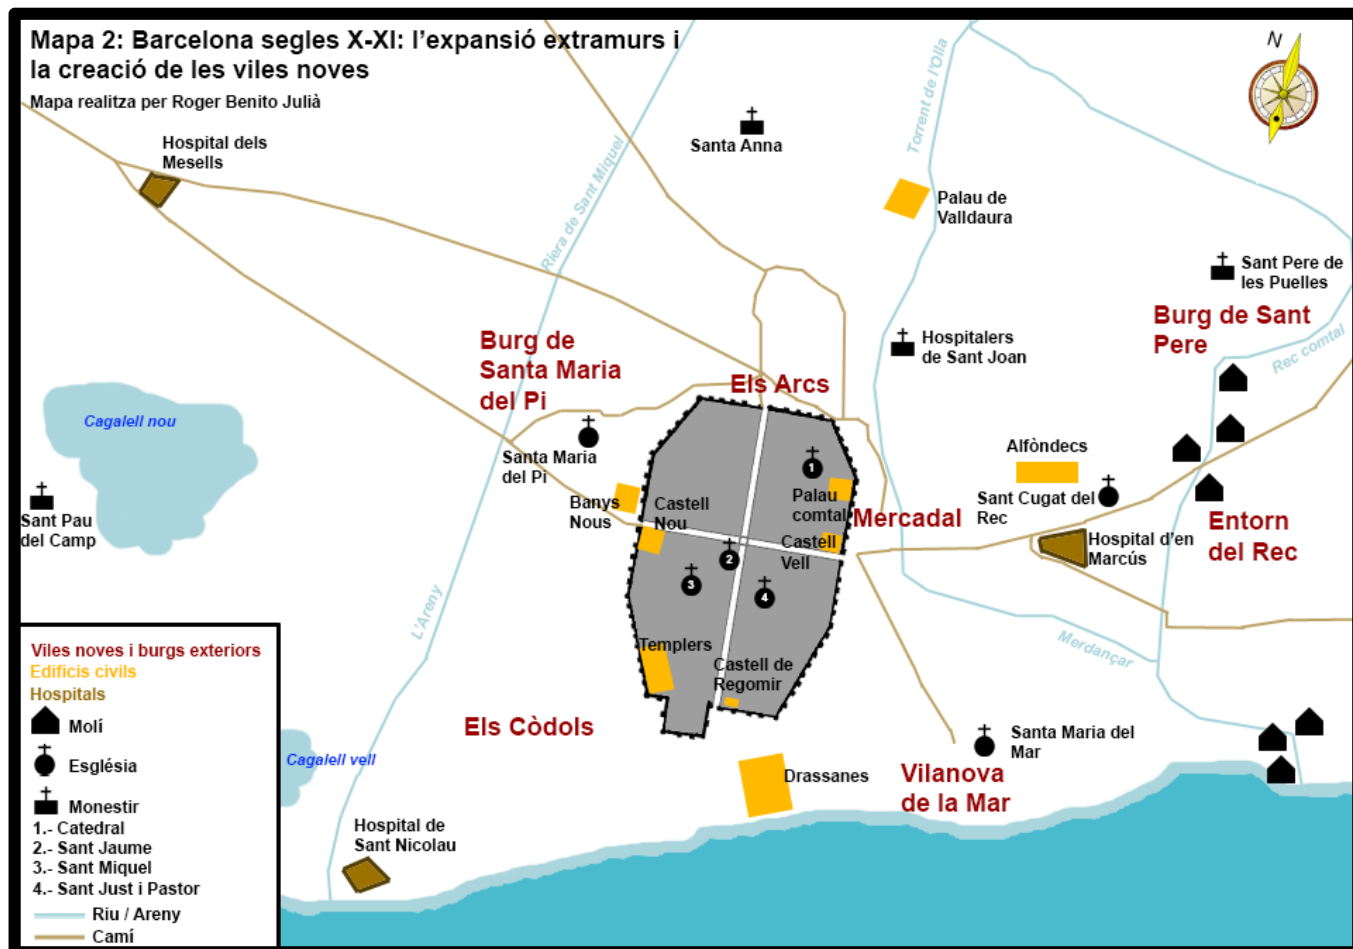 Mapa 2: Barcelona segles X-XI: l'expansió extramurs i
la creació de les viles noves
Mapa realitza per Roger Benito Julià
N
Hospital dels
Mesells
Santa Anna
Riera de Sant Miquel
Torrent de l'Olla
Palau de
Valldaura
Sant Pere de
les Puelles
Burg de Sant
Pere
Rec comtal
Hospitalers
de Sant Joan
Burg de
Santa Maria
del Pi
Els Arcs
Cagalell nou
Santa Maria
del Pi
Alfòndecs
Sant Cugat del
Rec
Sant Pau
del Camp
Banys
Nous
Castell
Nou
1
Palau
comtal
Mercadal
Castell
Vell
Hospital d'en
Marcús
Entorn
del Rec
2
3
4
L'Areny
Merdançar
Templers
Castell de
Regomir
Els Còdols
Santa Maria del
Mar
Cagalell vell
Drassanes
Vilanova
de la Mar
Hospital de
Sant Nicolau
Viles noves i burgs exteriors
Edificis civils
Hospitals
Molí
Església
Monestir
1.- Catedral
2.- Sant Jaume
3.- Sant Miquel
4.- Sant Just i Pastor
Riu / Areny
Camí